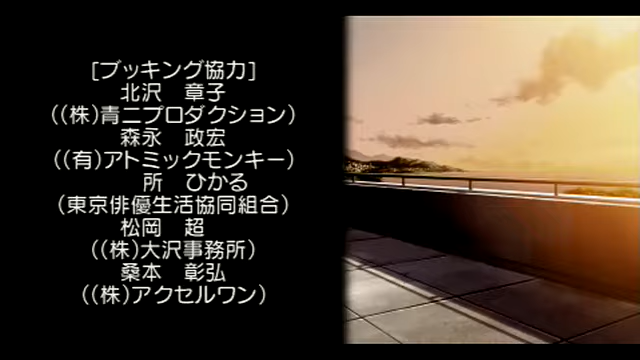 [ブッキング協力]
北沢　章子
((株)青二プロダクション)
森永　政宏
((有)アトミックモンキー)
所　ひかる
(東京俳優生活協同組合)
松岡　超
((株)大沢事務所)
桑本　彰弘
((株)アクセルワン)